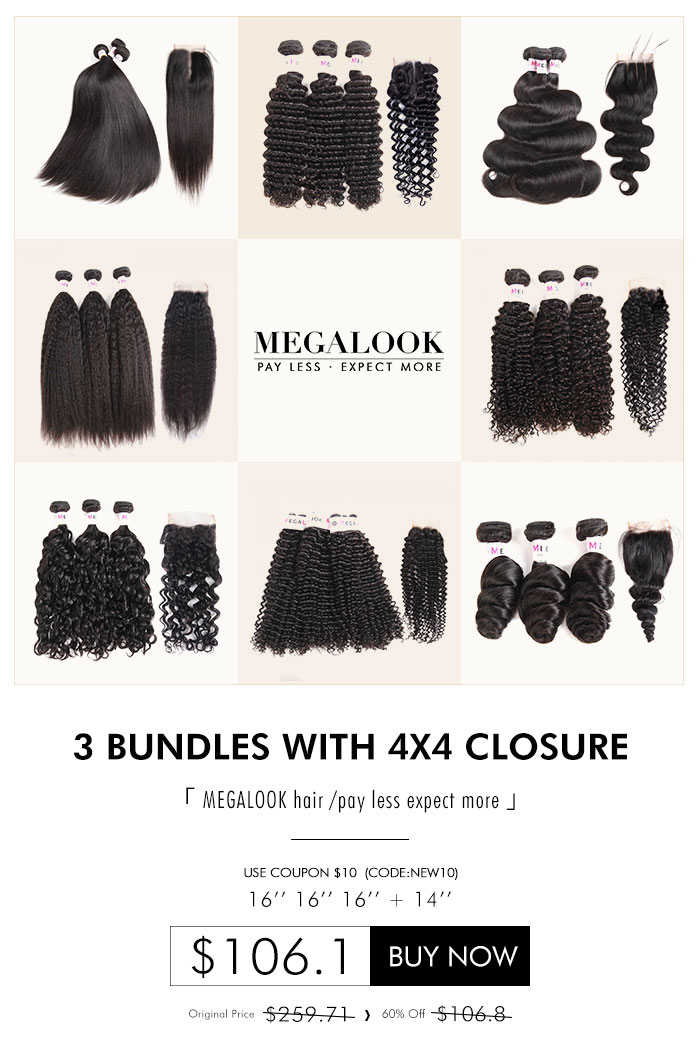 MEGALOOK
PAY LESS · EXPECT MORE
3 BUNDLES WITH 4X4 CLOSURE
「 MEGALOOK hair /pay less expect more 」
USE COUPON $10 (CODE:NEW10)
16’’ 16’’ 16’’ + 14’’
$106.1 BUY NOW
Original Price $259.71 › 60% Off $106.8